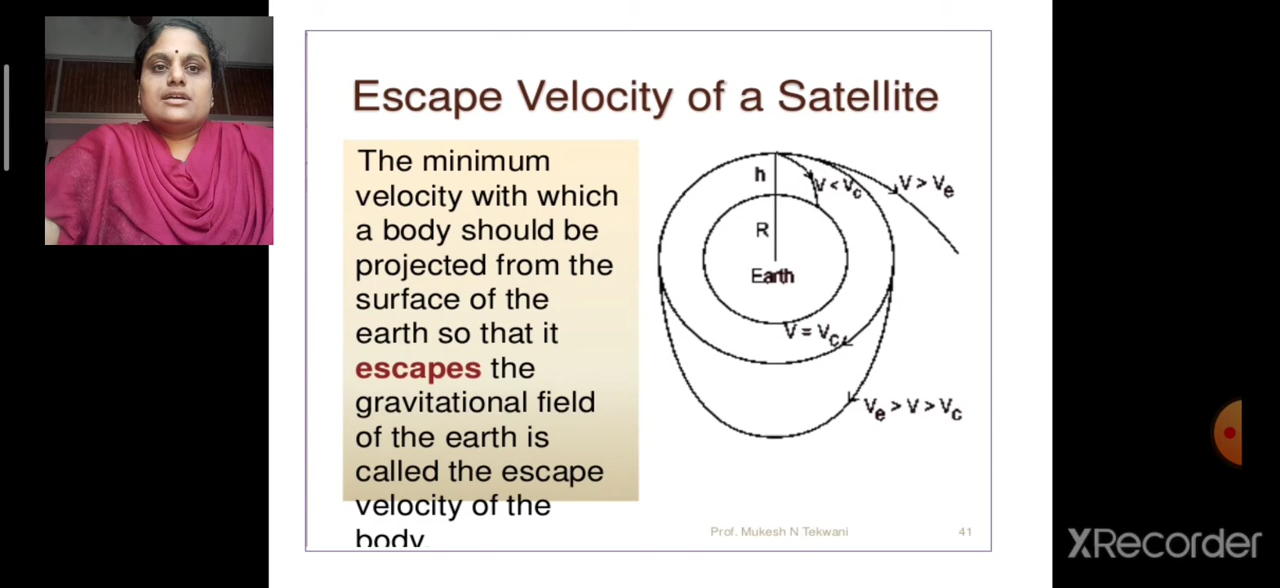 Escape Velocity of a Satellite
The minimum
velocity with which
a body should be
projected from the
surface of the
earth so that it
escapes the
gravitational field
of the earth is
called the escape
velocity of the
body.
h
V < Vc
V > Ve
R
Earth
V = Vc
Ve > V > Vc
Prof. Mukesh N Tekwani
41
XRecorder